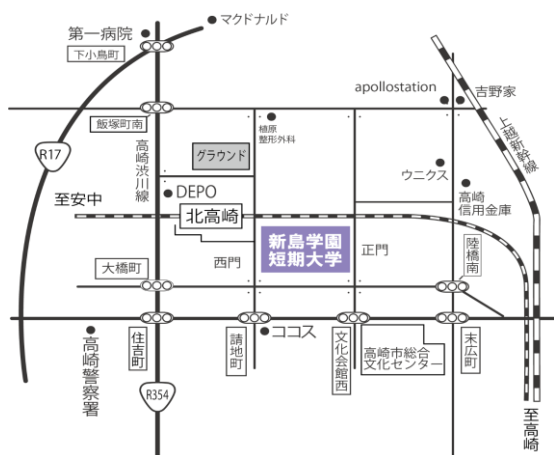 マクドナルド
第一病院
下小鳥町
apollostation
吉野家
飯塚町南
植原
整形外科
上越新幹線
R17
高崎渋川線
グラウンド
ウニクス
DEPO
高崎
信用金庫
至安中
北高崎
新島学園
短期大学
陸橋南
西門
正門
大橋町
高崎警察署
住吉町
請地町
ココス
文化会館西
高崎市総合
文化センター
末広町
R354
至高崎